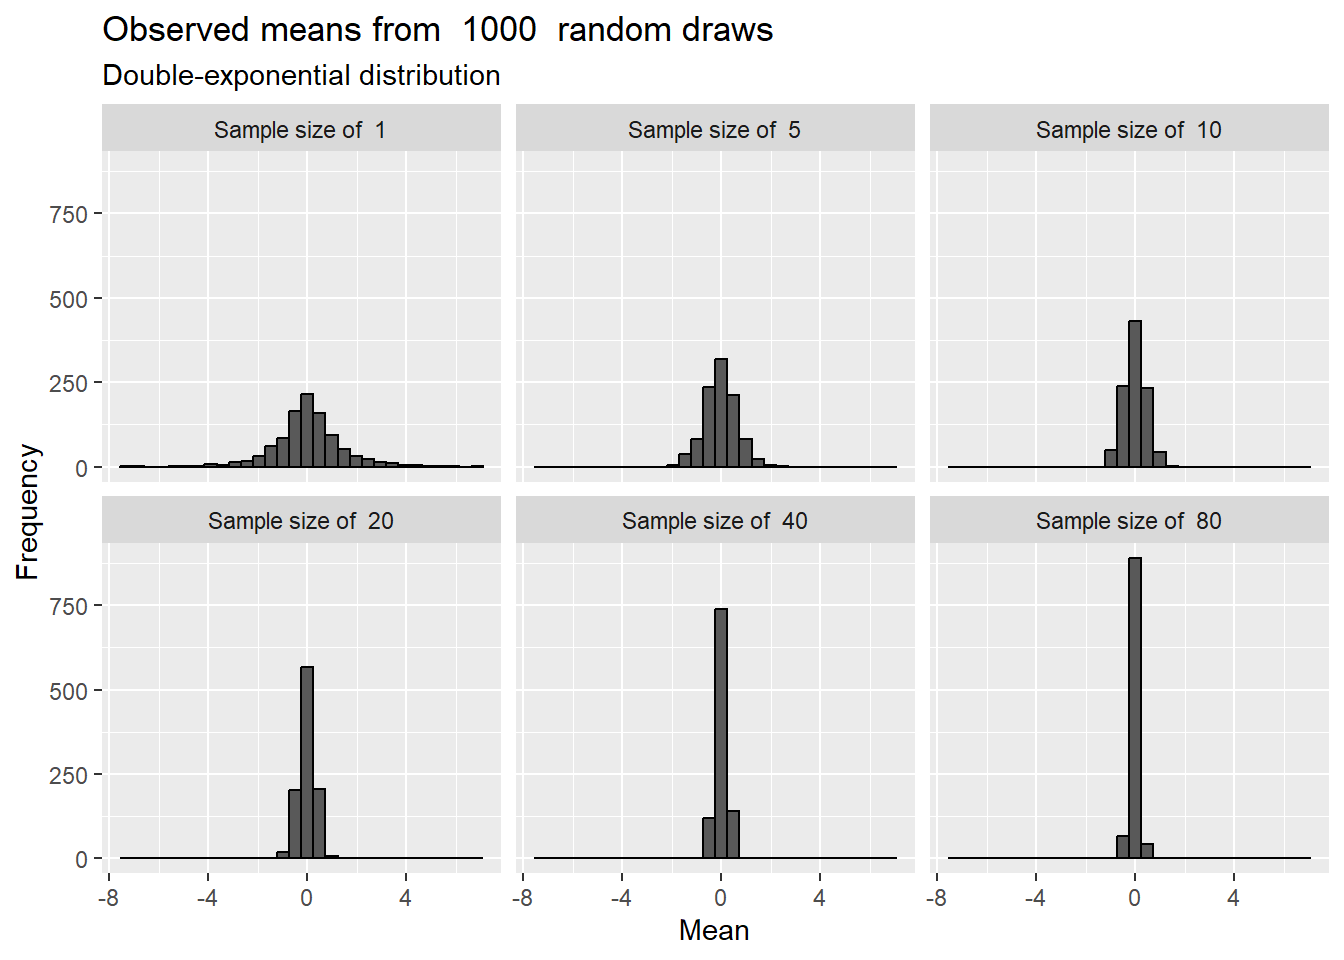 Observed means from  1000  random draws
Double-exponential distribution
Sample size of  1
Sample size of  5
Sample size of  10
750
500
250
0
Frequency
Sample size of  20
Sample size of  40
Sample size of  80
750
500
250
0
-8 -4 0 4
-8 -4 0 4
-8 -4 0 4
Mean